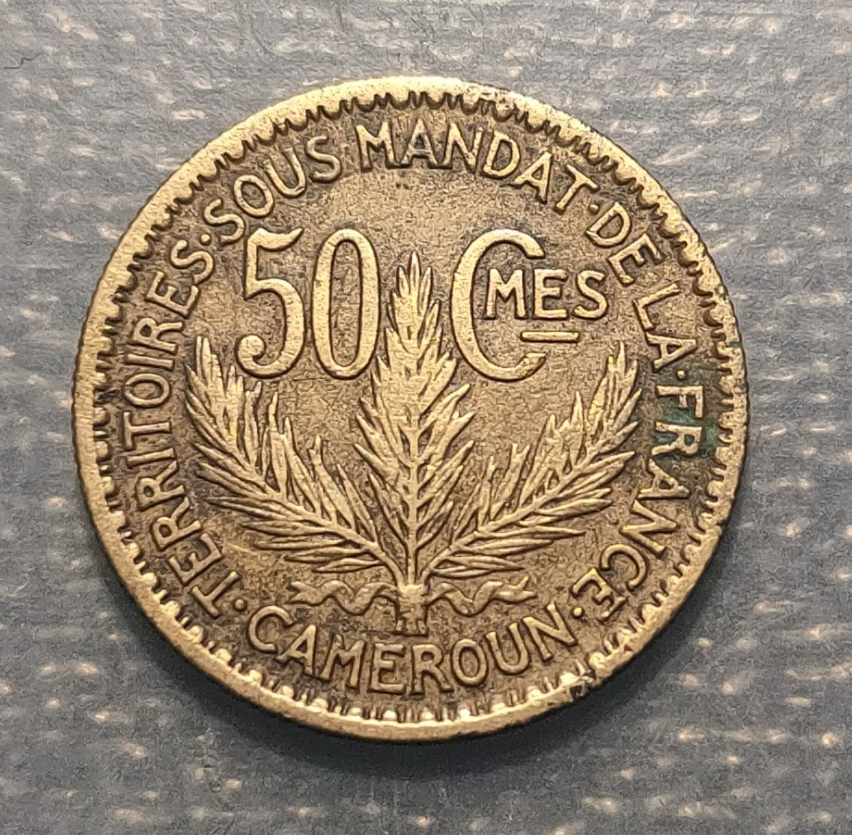 TERRITOIRES·SOUS MANDAT·DE LA·FRANCE·
50 CMES
CAMEROUN·